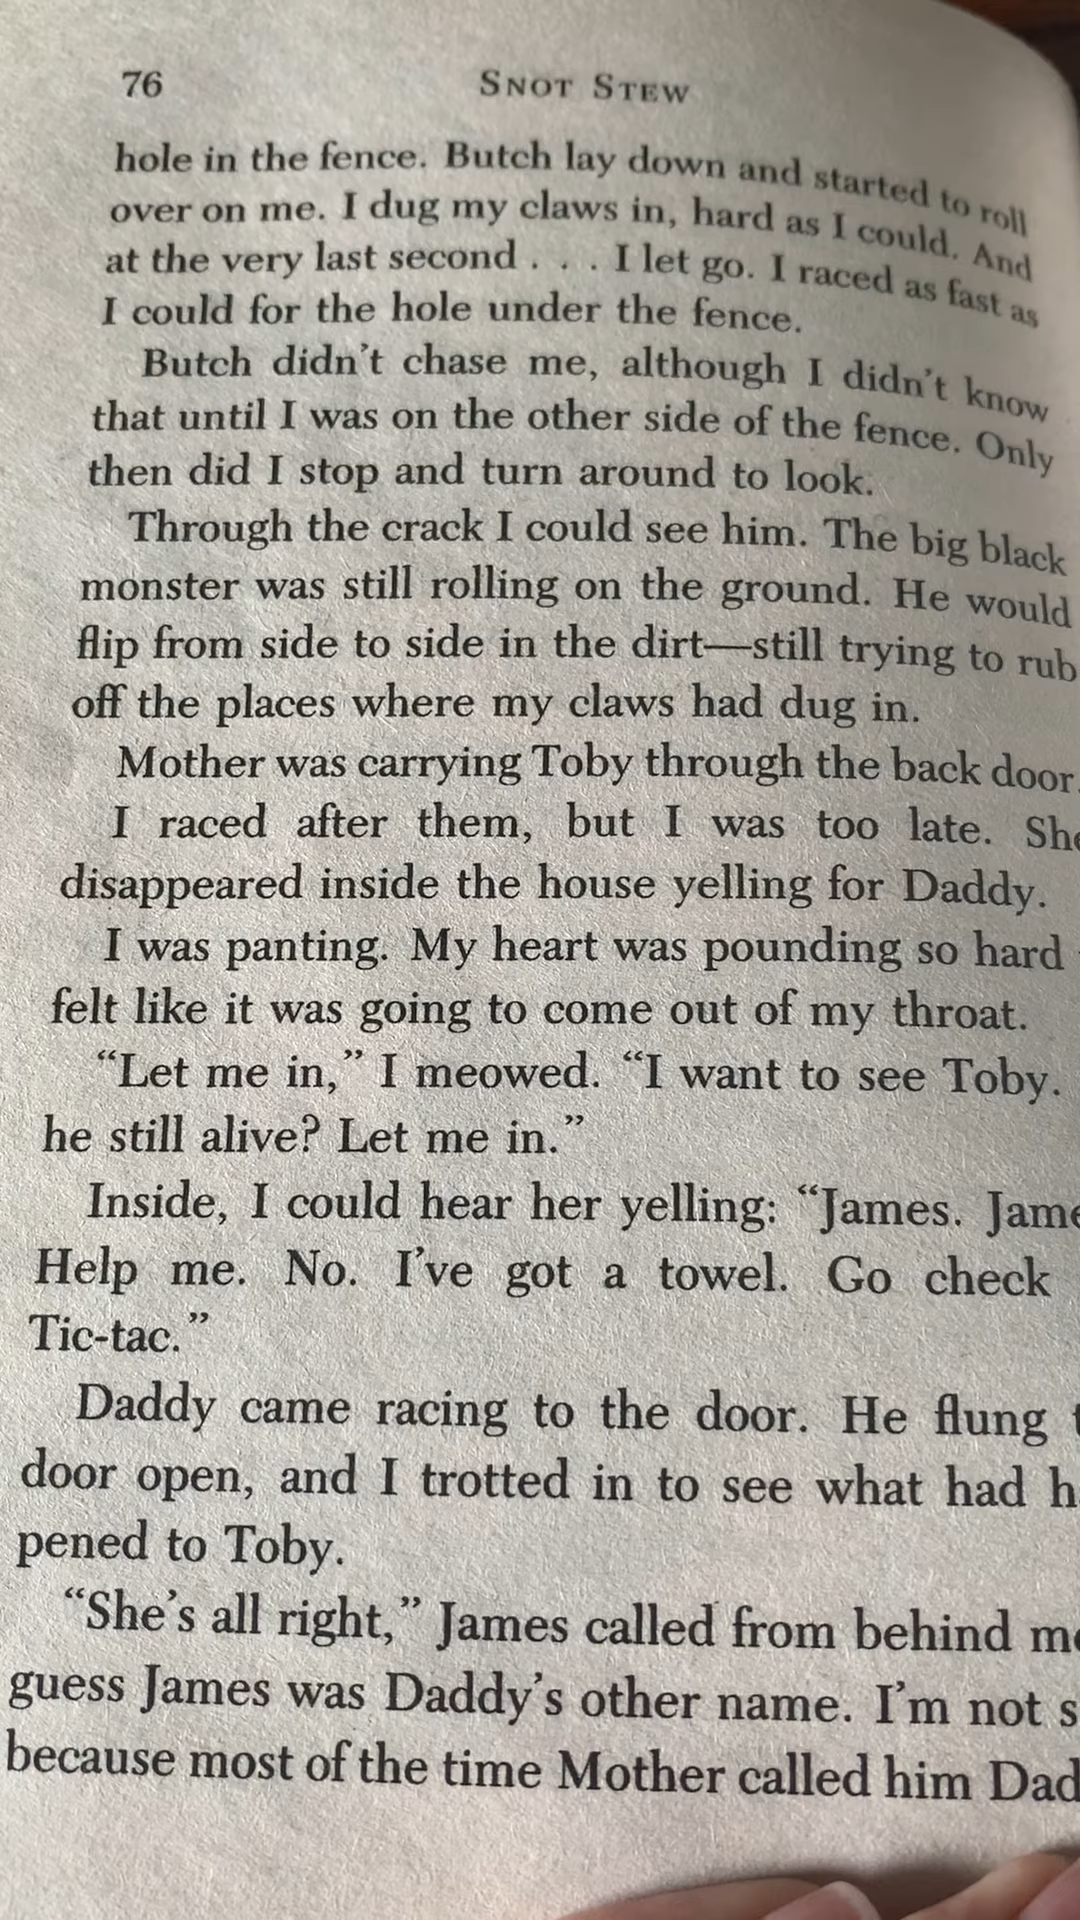 76 SNOT STEW
hole in the fence. Butch lay down and started to roll
over on me. I dug my claws in, hard as I could. And
at the very last second . . . I let go. I raced as fast as
I could for the hole under the fence.
Butch didn't chase me, although I didn't know
that until I was on the other side of the fence. Only
then did I stop and turn around to look.
Through the crack I could see him. The big black
monster was still rolling on the ground. He would
flip from side to side in the dirt—still trying to rub
off the places where my claws had dug in.
Mother was carrying Toby through the back door.
I raced after them, but I was too late. She
disappeared inside the house yelling for Daddy.
I was panting. My heart was pounding so hard
felt like it was going to come out of my throat.
“Let me in,” I meowed. “I want to see Toby.
he still alive? Let me in.”
Inside, I could hear her yelling: “James. Jame
Help me. No. I've got a towel. Go check
Tic-tac.”
Daddy came racing to the door. He flung t
door open, and I trotted in to see what had h
pened to Toby.
“She's all right,” James called from behind me
guess James was Daddy's other name. I'm not s
because most of the time Mother called him Dad